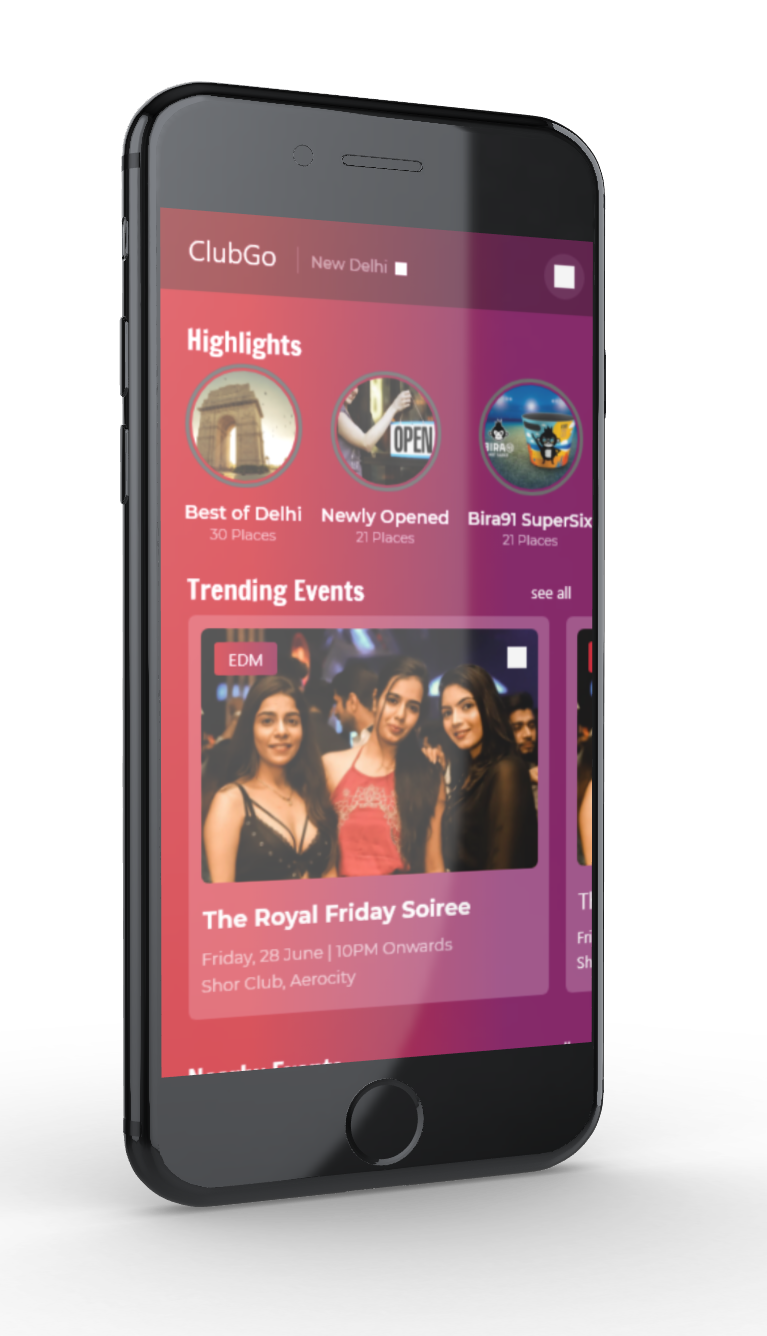 ClubGo
New Delhi
Highlights
OPEN
BIRA
Best of Delhi
Newly Opened
Bira91 SuperSix
30 Places
21 Places
21 Places
Trending Events
see all
EDM
The Royal Friday Soiree
Friday, 28 June | 10PM Onwards
Shor Club, Aerocity
Th
Fri
Sh
Nearby Events